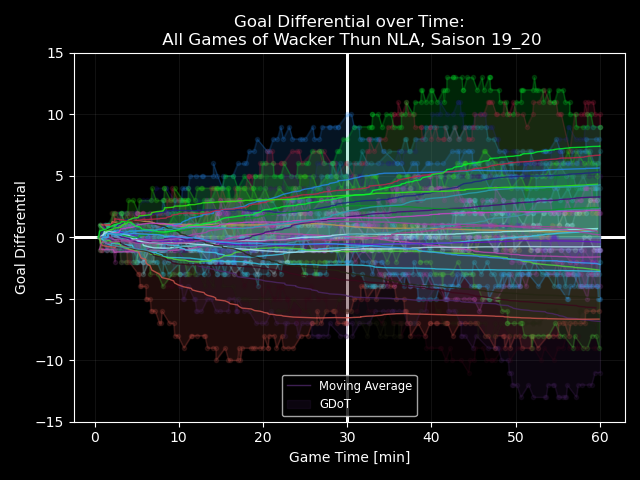 Goal Differential over Time:
All Games of Wacker Thun NLA, Saison 19_20
15
10
5
0
−5
−10
−15
Goal Differential
0
10
20
30
40
50
60
Game Time [min]
Moving Average
GDoT